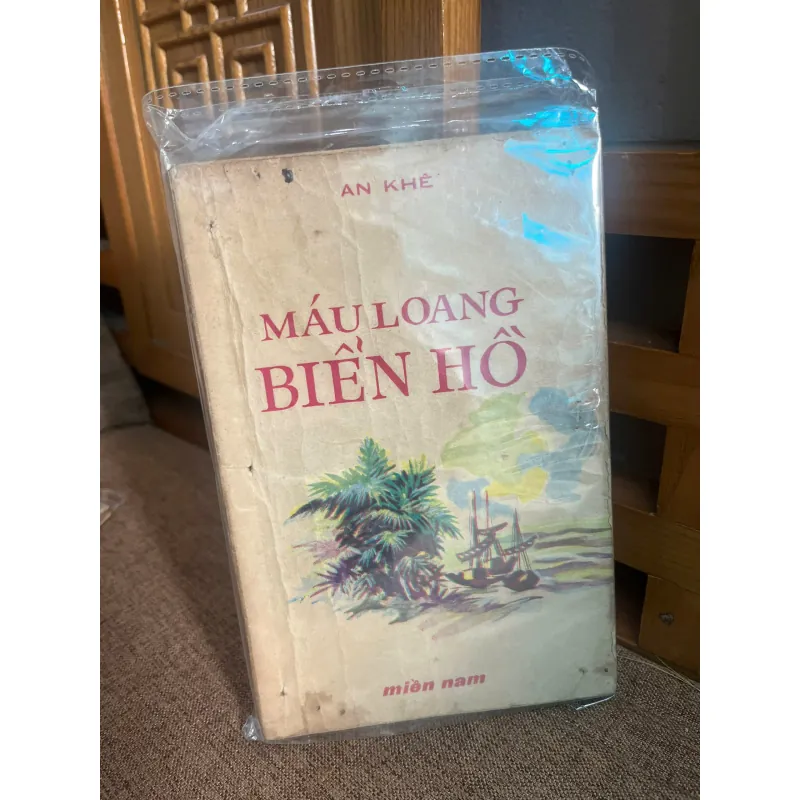 AN KHÊ
MÁU LOANG
BIỂN HỒ
miền nam